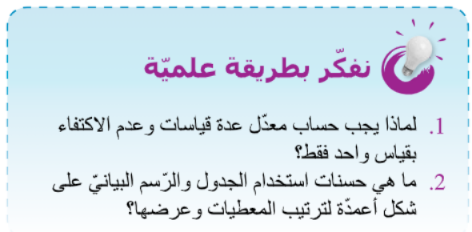 نفكّر بطريقة علميّة
1. لماذا يجب حساب معدّل عدة قياسات وعدم الاكتفاء
بقياس واحد فقط؟
2. ما هي حسنات استخدام الجدول والرّسم البيانيّ على
شكل أعمدّة لترتيب المعطيات وعرضها؟